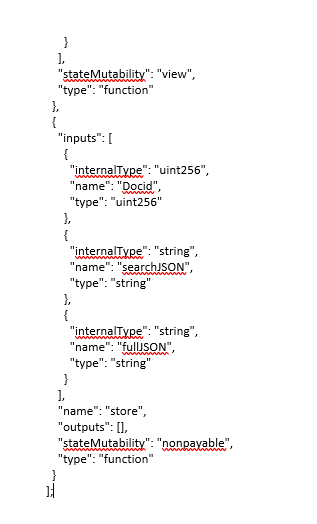 }
],
"stateMutability": "view",
"type": "function"
},
{
"inputs": [
{
"internalType": "uint256",
"name": "Docid",
"type": "uint256"
},
{
"internalType": "string",
"name": "searchJSON",
"type": "string"
},
{
"internalType": "string",
"name": "fullJSON",
"type": "string"
}
],
"name": "store",
"outputs": [],
"stateMutability": "nonpayable",
"type": "function"
}
];